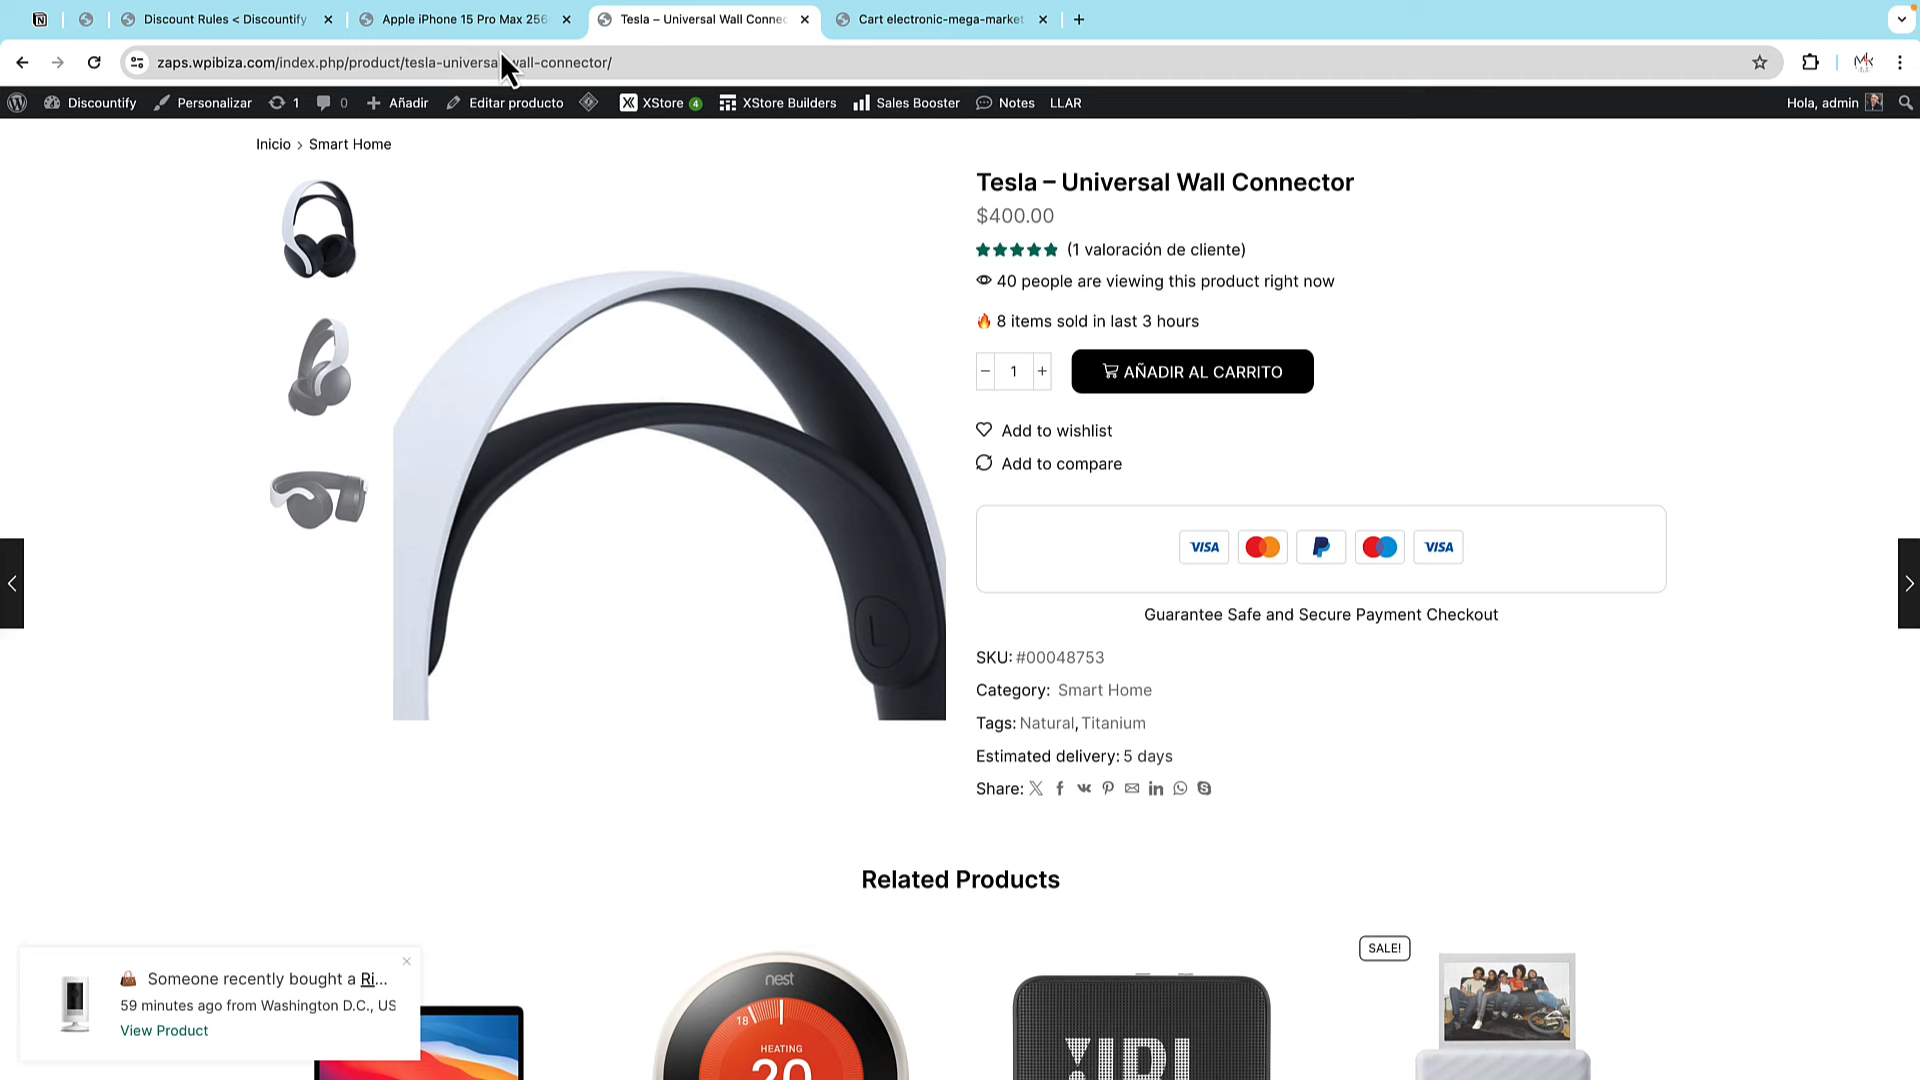 Discount Rules < Discountify
Apple iPhone 15 Pro Max 256
Tesla – Universal Wall Connec
Cart electronic-mega-market
zaps.wpibiza.com/index.php/product/tesla-universal-wall-connector/
Discountify
Personalizar
1
0
Añadir
Editar producto
XStore 4
XStore Builders
Sales Booster
Notes
LLAR
Hola, admin
Inicio > Smart Home
Tesla – Universal Wall Connector
$400.00
(1 valoración de cliente)
40 people are viewing this product right now
8 items sold in last 3 hours
− 1 +
AÑADIR AL CARRITO
Add to wishlist
Add to compare
L
VISA
VISA
Guarantee Safe and Secure Payment Checkout
SKU: #00048753
Category: Smart Home
Tags: Natural, Titanium
Estimated delivery: 5 days
Share:
Related Products
SALE!
Someone recently bought a Ri...
59 minutes ago from Washington D.C., US
View Product
nest
18
HEATING
20
JBL